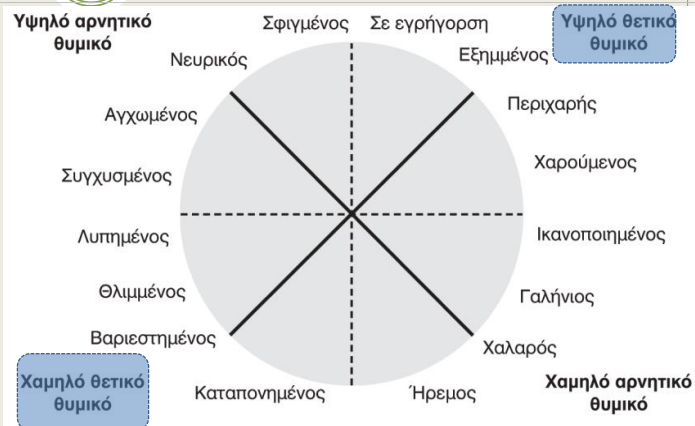 Υψηλό αρνητικό
θυμικό
Σφιγμένος
Σε εγρήγορση
Υψηλό θετικό
θυμικό
Νευρικός
Εξημμένος
Αγχωμένος
Περιχαρής
Συγχυσμένος
Χαρούμενος
Λυπημένος
Ικανοποιημένος
Θλιμμένος
Γαλήνιος
Βαριεστημένος
Χαλαρός
Χαμηλό θετικό
θυμικό
Καταπονημένος
Ήρεμος
Χαμηλό αρνητικό
θυμικό